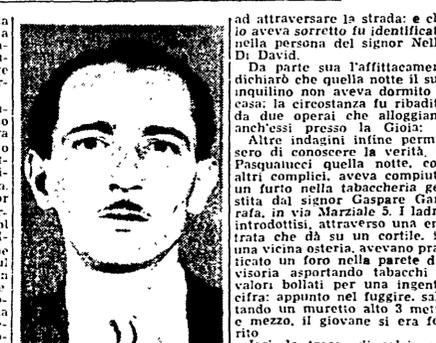 ad attraversare la strada: e ch
io aveva sorretto fu identificat
nella persona del signor Nell
Di David.
Da parte sua l'affittacamer
dichiarò che quella notte il su
inquilino non aveva dormito
casa: la circostanza fu ribadit
da due operai che alloggian
anch'essi presso la Gioia:
Altre indagini infine perm
sero di conoscere la verità.
Pasqualucci quella notte, co
altri complici, aveva compiut
un furto nella tabaccheria ge
stita dal signor Gaspare Gar
rafa, in via Marziale 5. I ladr
introdottisi, attraverso una en
trata che dà su un cortile,
una vicina osteria, avevano pra
ticato un foro nella parete d
visoria asportando tabacchi
valori bollati per una ingent
cifra: appunto nel fuggire, sal
tando un muretto alto 3 met
e mezzo, il giovane si era fe
rito